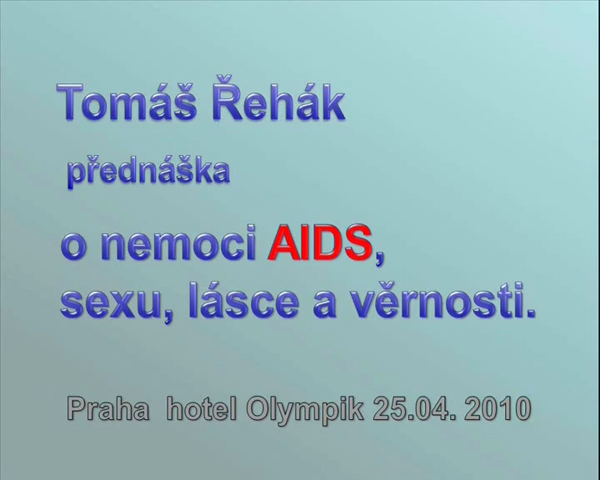 Tomáš Řehák
přednáška
o nemoci AIDS,
sexu, lásce a věrnosti.
Praha hotel Olympik 25.04. 2010